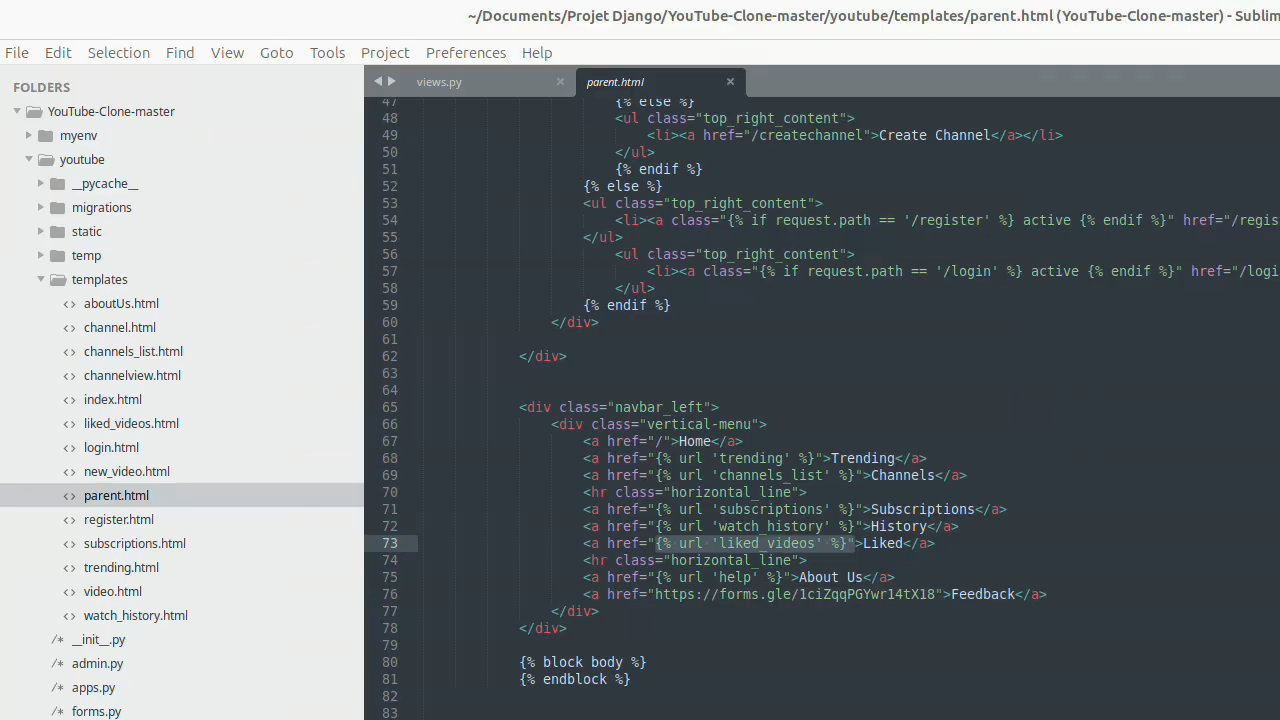 ~/Documents/Projet Django/YouTube-Clone-master/youtube/templates/parent.html (YouTube-Clone-master) - Sublim
File Edit Selection Find View Goto Tools Project Preferences Help
FOLDERS
YouTube-Clone-master
myenv
youtube
__pycache__
migrations
static
temp
templates
<> aboutUs.html
<> channel.html
<> channels_list.html
<> channelview.html
<> index.html
<> liked_videos.html
<> login.html
<> new_video.html
<> parent.html
<> register.html
<> subscriptions.html
<> trending.html
<> video.html
<> watch_history.html
/* __init__.py
/* admin.py
/* apps.py
/* forms.py
views.py ×
parent.html ×
47 {% else %}
48 <ul class="top_right_content">
49 <li><a href="/createchannel">Create Channel</a></li>
50 </ul>
51 {% endif %}
52 {% else %}
53 <ul class="top_right_content">
54 <li><a class="{% if request.path == '/register' %} active {% endif %}" href="/regis
55 </ul>
56 <ul class="top_right_content">
57 <li><a class="{% if request.path == '/login' %} active {% endif %}" href="/logi
58 </ul>
59 {% endif %}
60 </div>
61
62 </div>
63
64
65 <div class="navbar_left">
66 <div class="vertical-menu">
67 <a href="/">Home</a>
68 <a href="{% url 'trending' %}">Trending</a>
69 <a href="{% url 'channels_list' %}">Channels</a>
70 <hr class="horizontal_line">
71 <a href="{% url 'subscriptions' %}">Subscriptions</a>
72 <a href="{% url 'watch_history' %}">History</a>
73 <a href="{% url 'liked_videos' %}">Liked</a>
74 <hr class="horizontal_line">
75 <a href="{% url 'help' %}">About Us</a>
76 <a href="https://forms.gle/1ciZqqPGYwr14tX18">Feedback</a>
77 </div>
78 </div>
79
80 {% block body %}
81 {% endblock %}
82
83